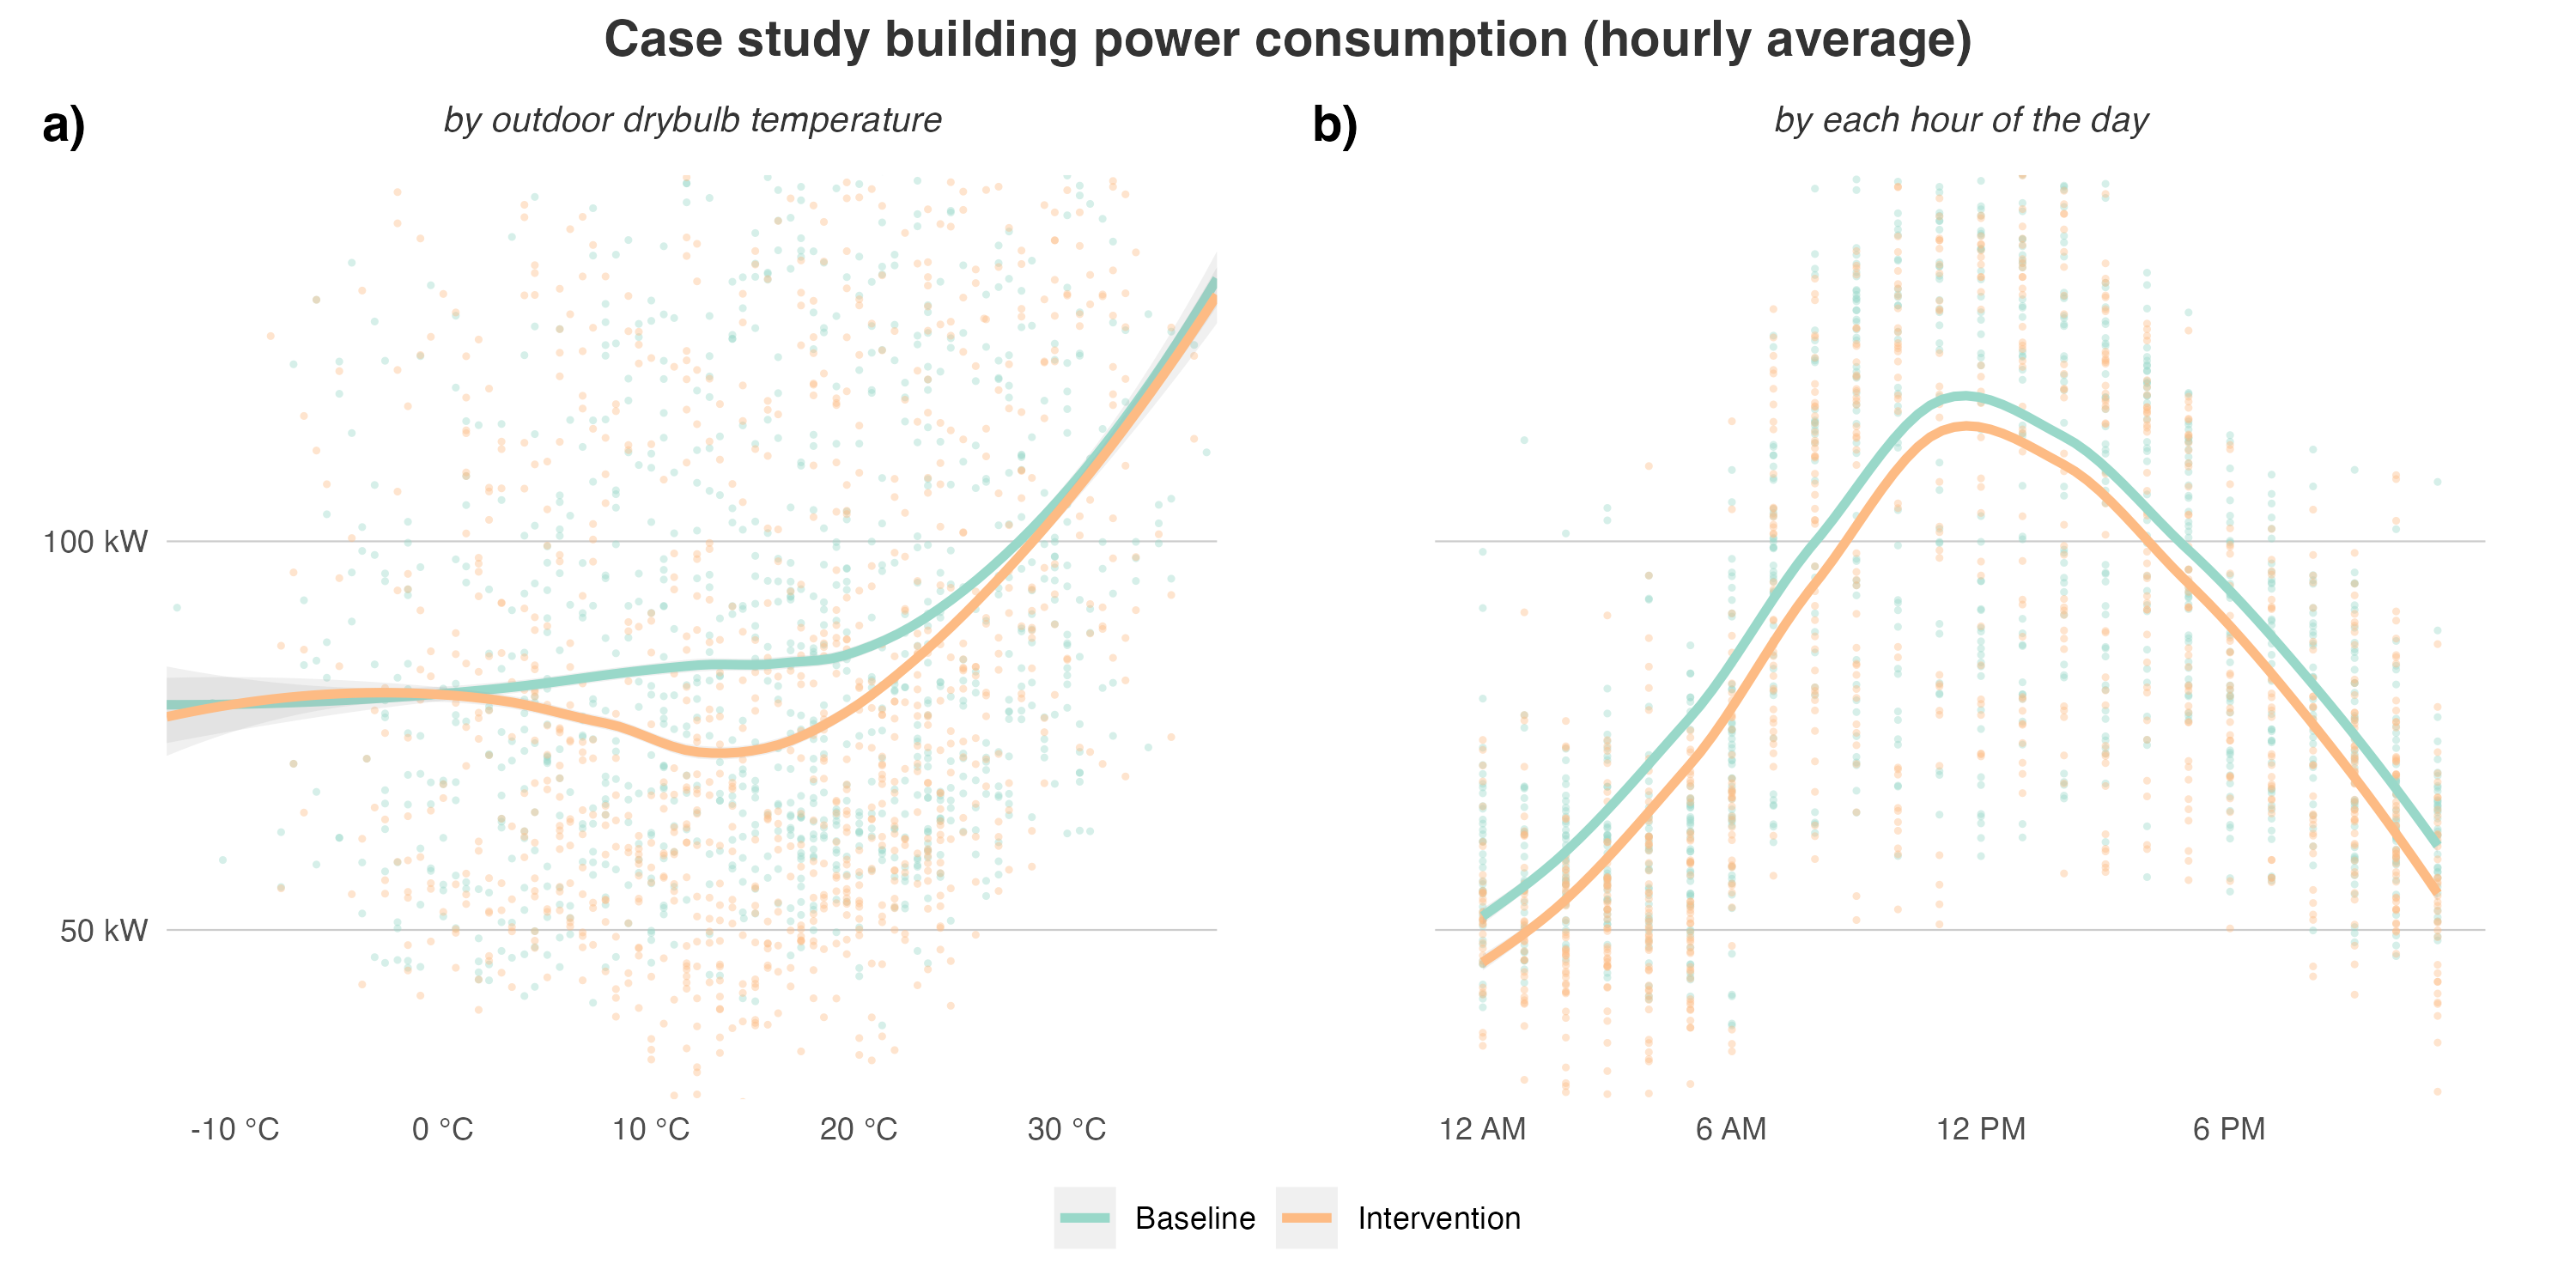 Case study building power consumption (hourly average)
a)
by outdoor drybulb temperature
100 kW
50 kW
-10 °C
0 °C
10 °C
20 °C
30 °C
b)
by each hour of the day
12 AM
6 AM
12 PM
6 PM
Baseline
Intervention